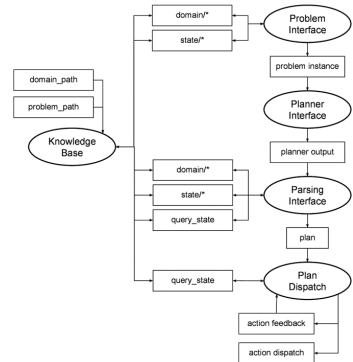 domain/*
state/*
Problem
Interface
problem instance
domain_path
problem_path
Planner
Interface
Knowledge
Base
planner output
domain/*
state/*
query_state
Parsing
Interface
plan
query_state
Plan
Dispatch
action feedback
action dispatch